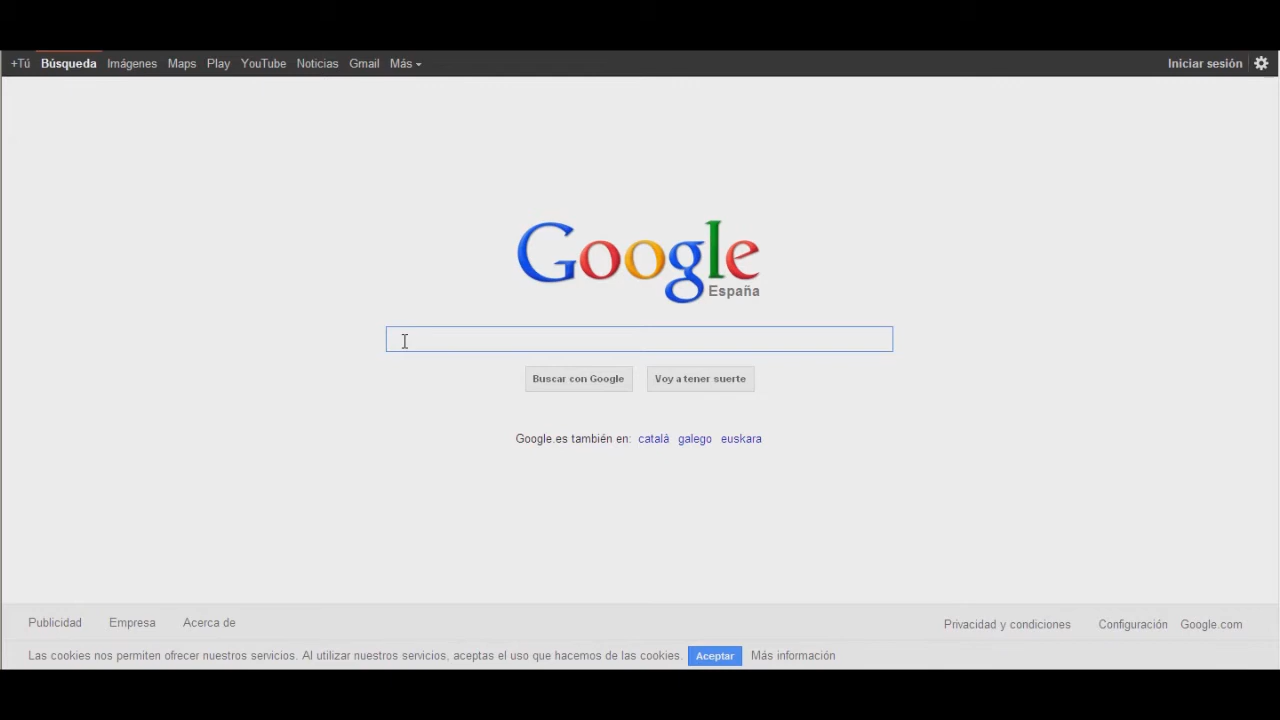 +Tú Búsqueda Imágenes Maps Play YouTube Noticias Gmail Más Iniciar sesión
Google
España
Buscar con Google Voy a tener suerte
Google.es también en: català galego euskara
Publicidad Empresa Acerca de Privacidad y condiciones Configuración Google.com
Las cookies nos permiten ofrecer nuestros servicios. Al utilizar nuestros servicios, aceptas el uso que hacemos de las cookies. Aceptar Más información